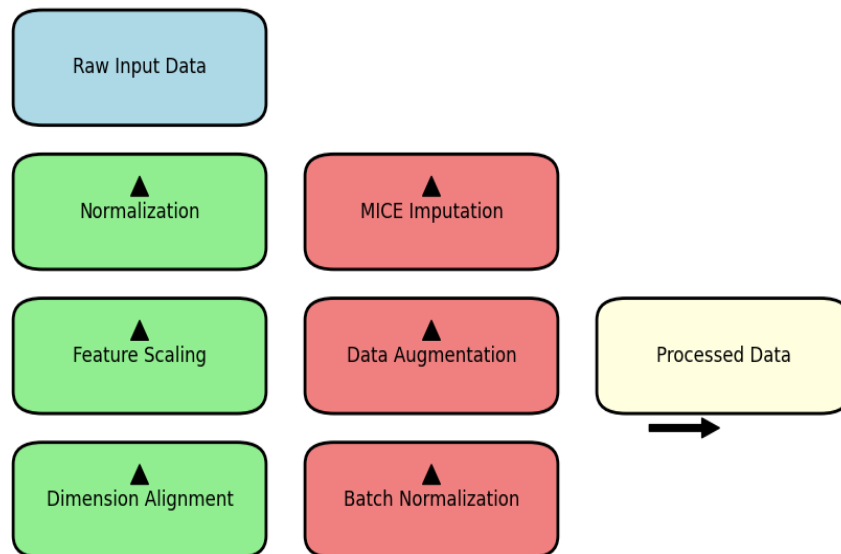 Raw Input Data
Normalization
MICE Imputation
Feature Scaling
Data Augmentation
Processed Data
Dimension Alignment
Batch Normalization